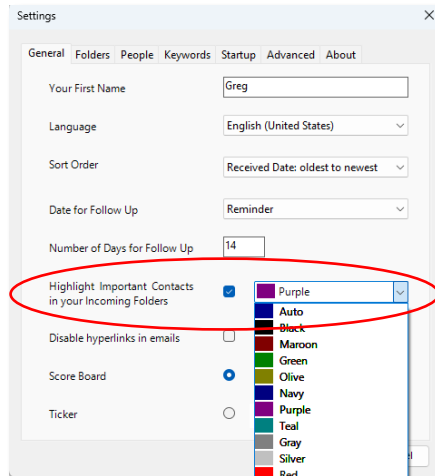 Settings
General Folders People Keywords Startup Advanced About
Your First Name Greg
Language English (United States)
Sort Order Received Date: oldest to newest
Date for Follow Up Reminder
Number of Days for Follow Up 14
Highlight Important Contacts
in your Incoming Folders
Purple
Auto
Black
Disable hyperlinks in emails
Maroon
Green
Score Board
Olive
Navy
Purple
Ticker
Teal
Gray
Silver
Red